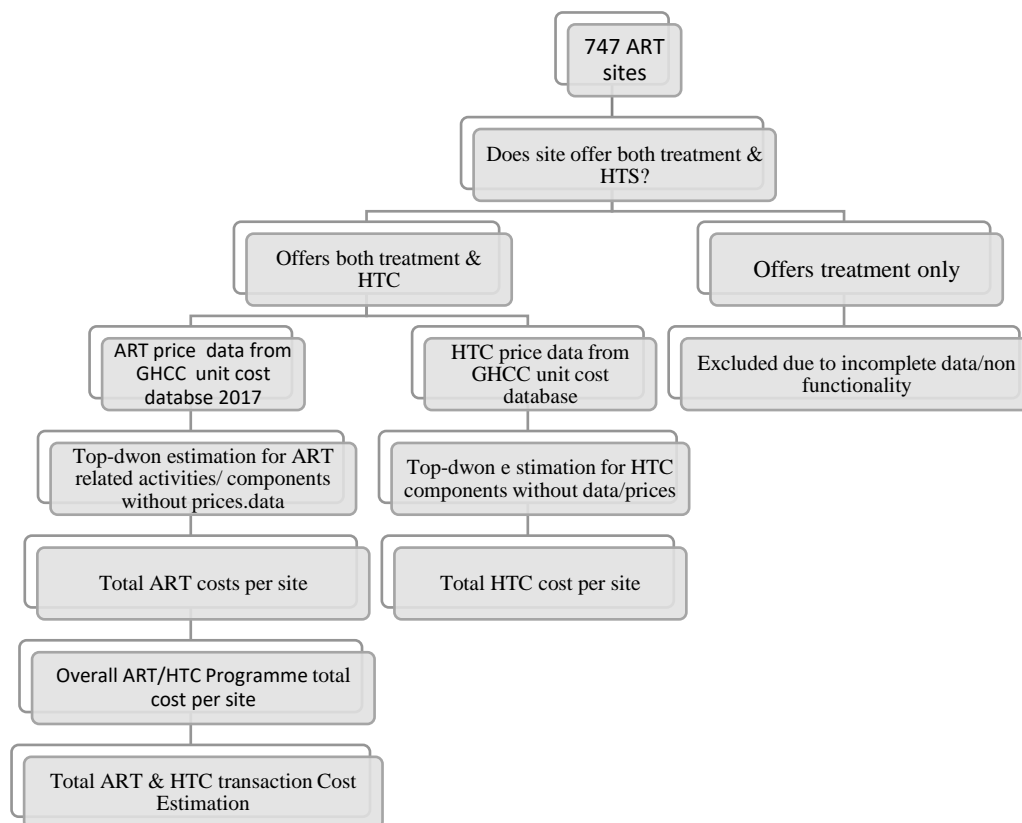 747 ART
sites
Does site offer both treatment &
HTS?
Offers both treatment &
HTC
Offers treatment only
ART price data from
GHCC unit cost
databse 2017
HTC price data from
GHCC unit cost
database
Excluded due to incomplete data/non
functionality
Top-dwon estimation for ART
related activities/ components
without prices.data
Top-dwon e stimation for HTC
components without data/prices
Total ART costs per site
Total HTC cost per site
Overall ART/HTC Programme total
cost per site
Total ART & HTC transaction Cost
Estimation